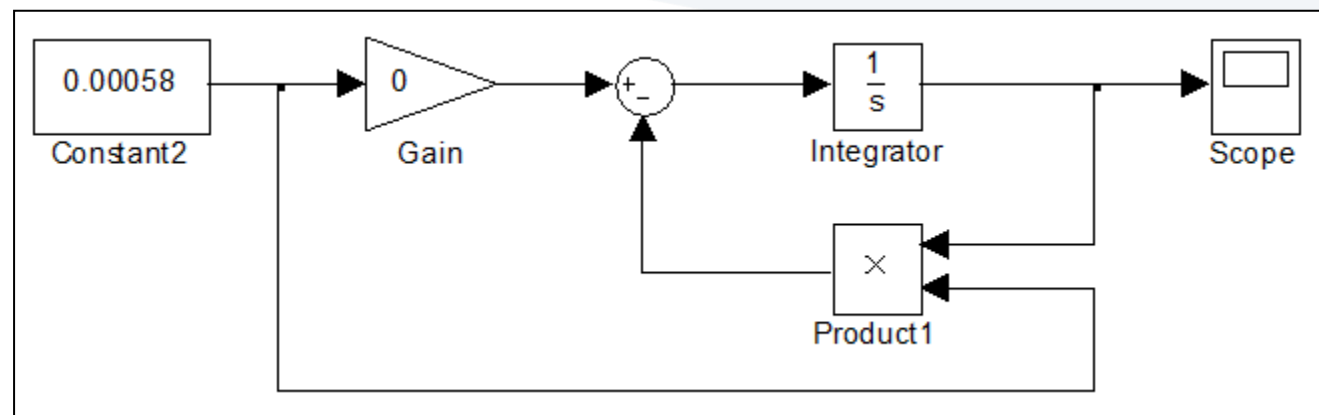 0.00058
Constant2
0
Gain
+
−
1
s
Integrator
Scope
×
Product1